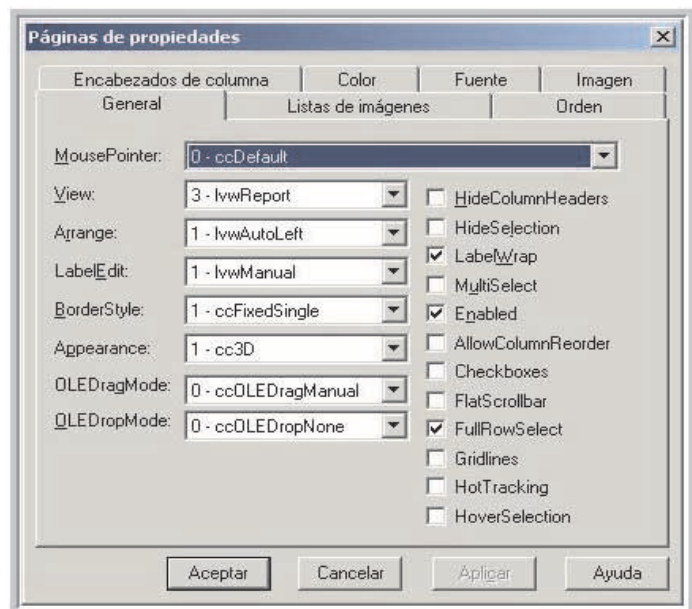 Páginas de propiedades
Encabezados de columna
Color
Fuente
Imagen
General
Listas de imágenes
Orden
MousePointer:
0 - ccDefault
View:
3 - lvwReport
Arrange:
1 - lvwAutoLeft
LabelEdit:
1 - lvwManual
BorderStyle:
1 - ccFixedSingle
Appearance:
1 - cc3D
OLEDragMode:
0 - ccOLEDragManual
OLEDropMode:
0 - ccOLEDropNone
HideColumnHeaders
HideSelection
LabelWrap
MultiSelect
Enabled
AllowColumnReorder
Checkboxes
FlatScrollbar
FullRowSelect
Gridlines
HotTracking
HoverSelection
Aceptar
Cancelar
Aplicar
Ayuda